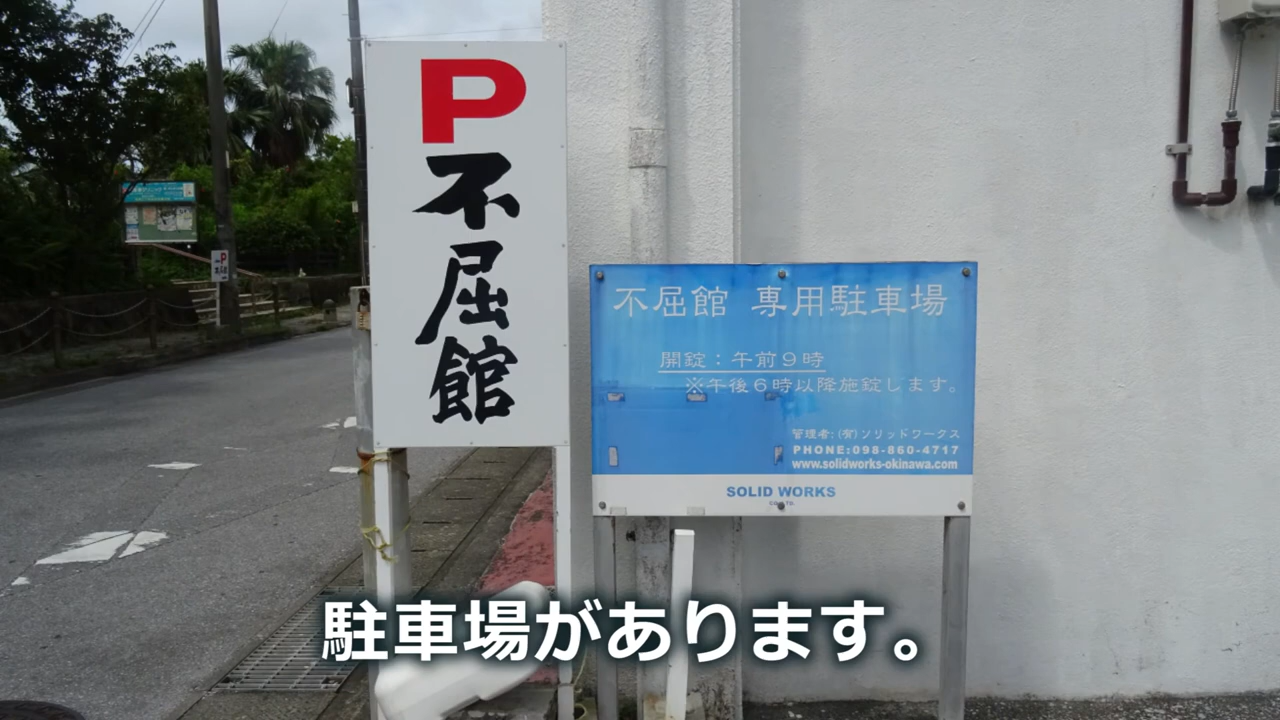 P
不屈館
不屈館 専用駐車場
開錠：午前9時
※午後6時以降施錠します。
管理者:(有)ソリッドワークス
PHONE:098-860-4717
www.solidworks-okinawa.com
SOLID WORKS
P
駐車場があります。